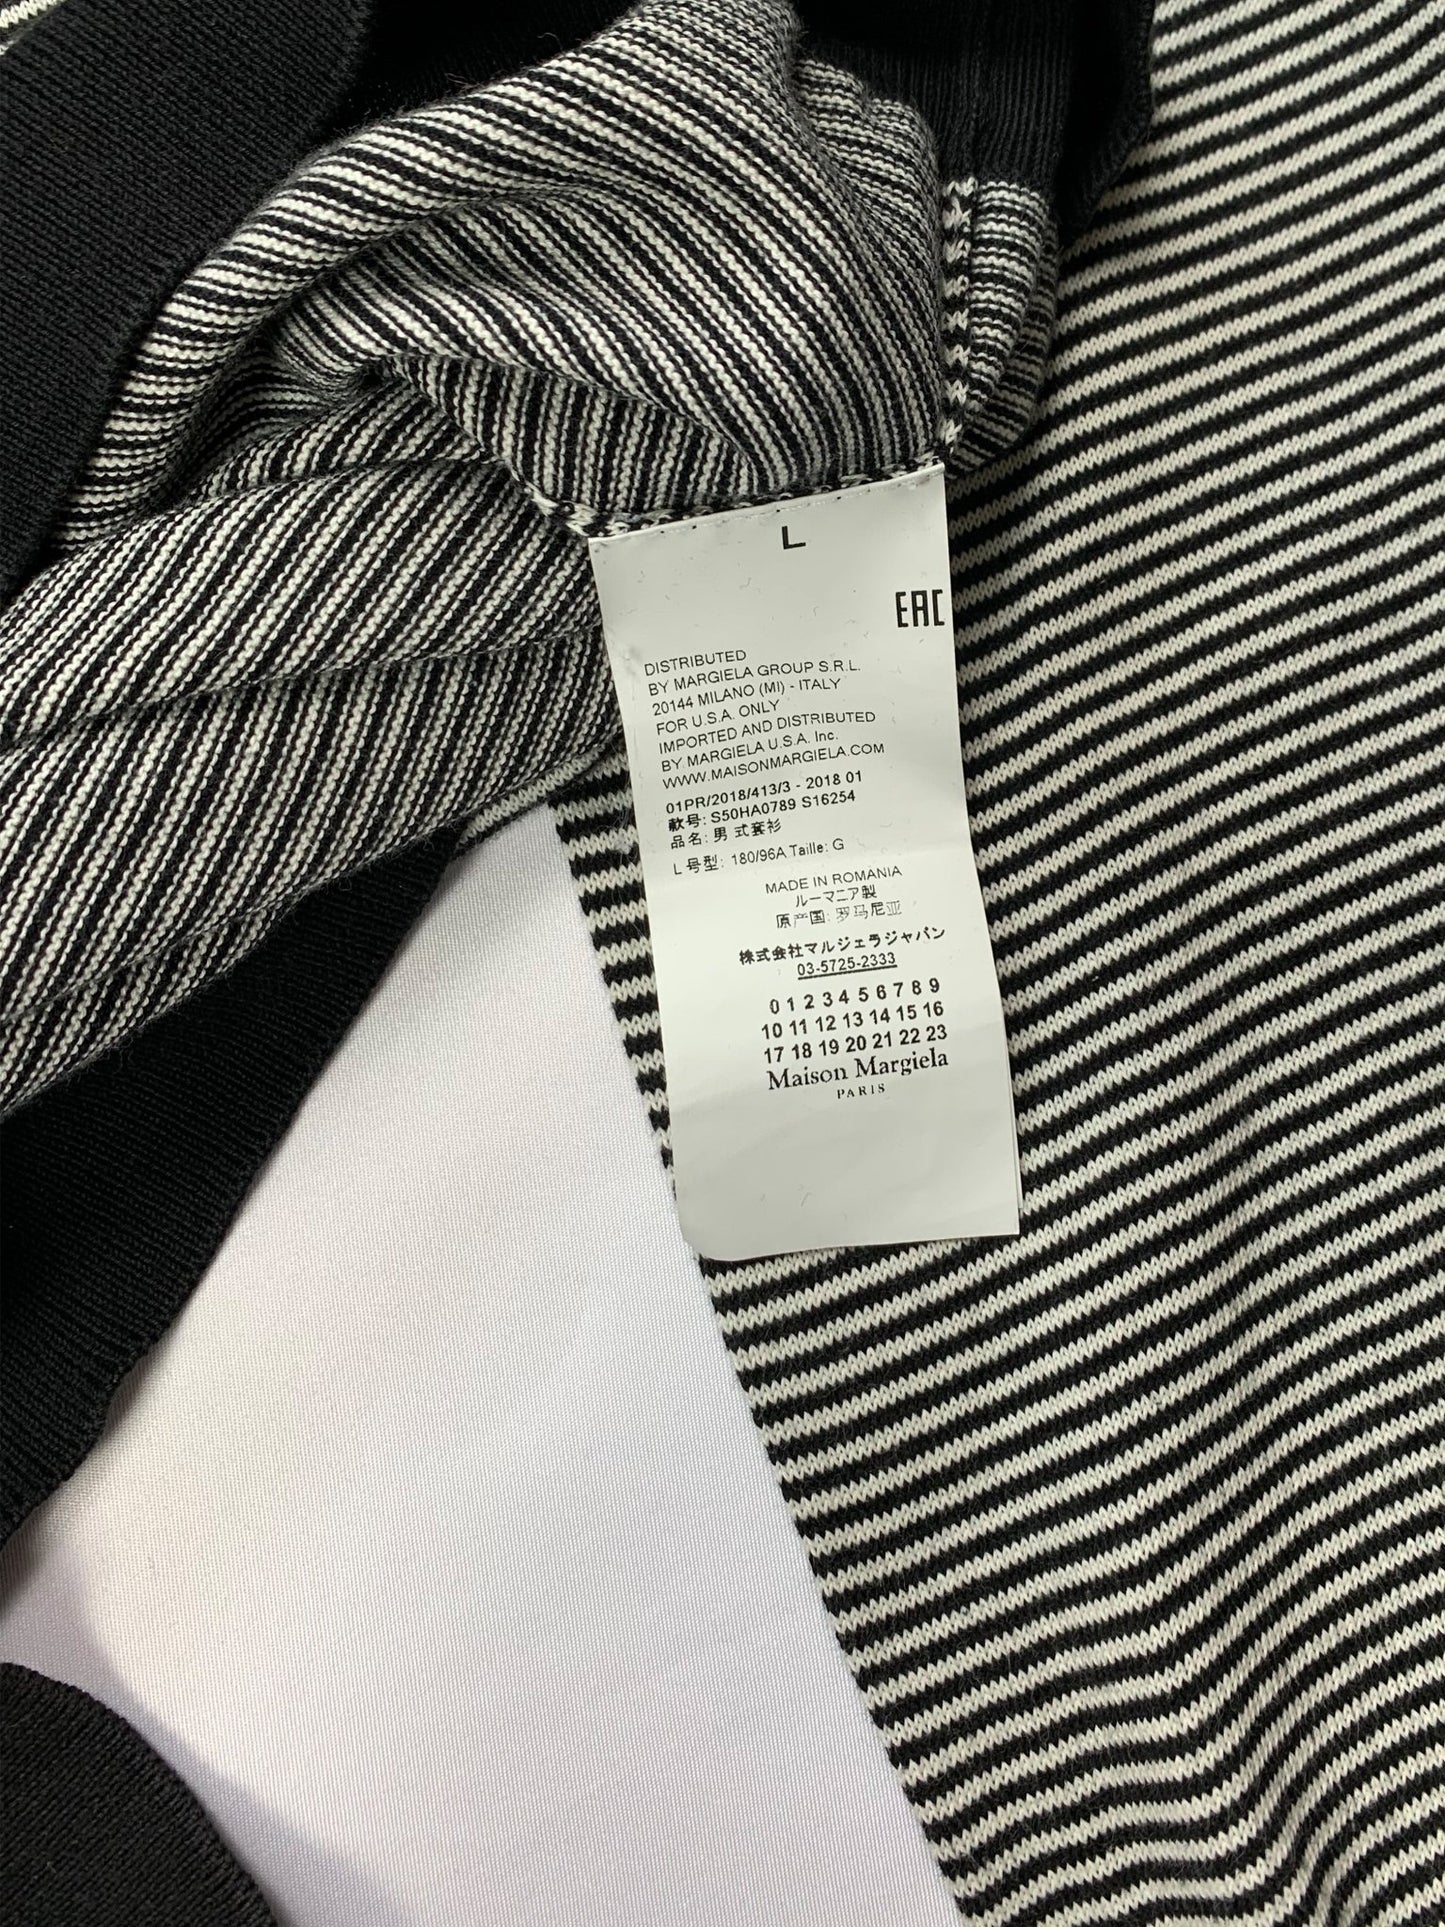 L
EAC
DISTRIBUTED
BY MARGIELA GROUP S.R.L.
20144 MILANO (MI) - ITALY
FOR U.S.A. ONLY
IMPORTED AND DISTRIBUTED
BY MARGIELA U.S.A. Inc.
WWW.MAISONMARGIELA.COM
01PR/2018/413/3 - 2018 01
款号: S50HA0789 S16254
品名: 男 式套衫
L 号型: 180/96A Taille: G
MADE IN ROMANIA
ルーマニア製
原产国: 罗马尼亚
株式会社マルジェラジャパン
03-5725-2333
0 1 2 3 4 5 6 7 8 9
10 11 12 13 14 15 16
17 18 19 20 21 22 23
Maison Margiela
PARIS